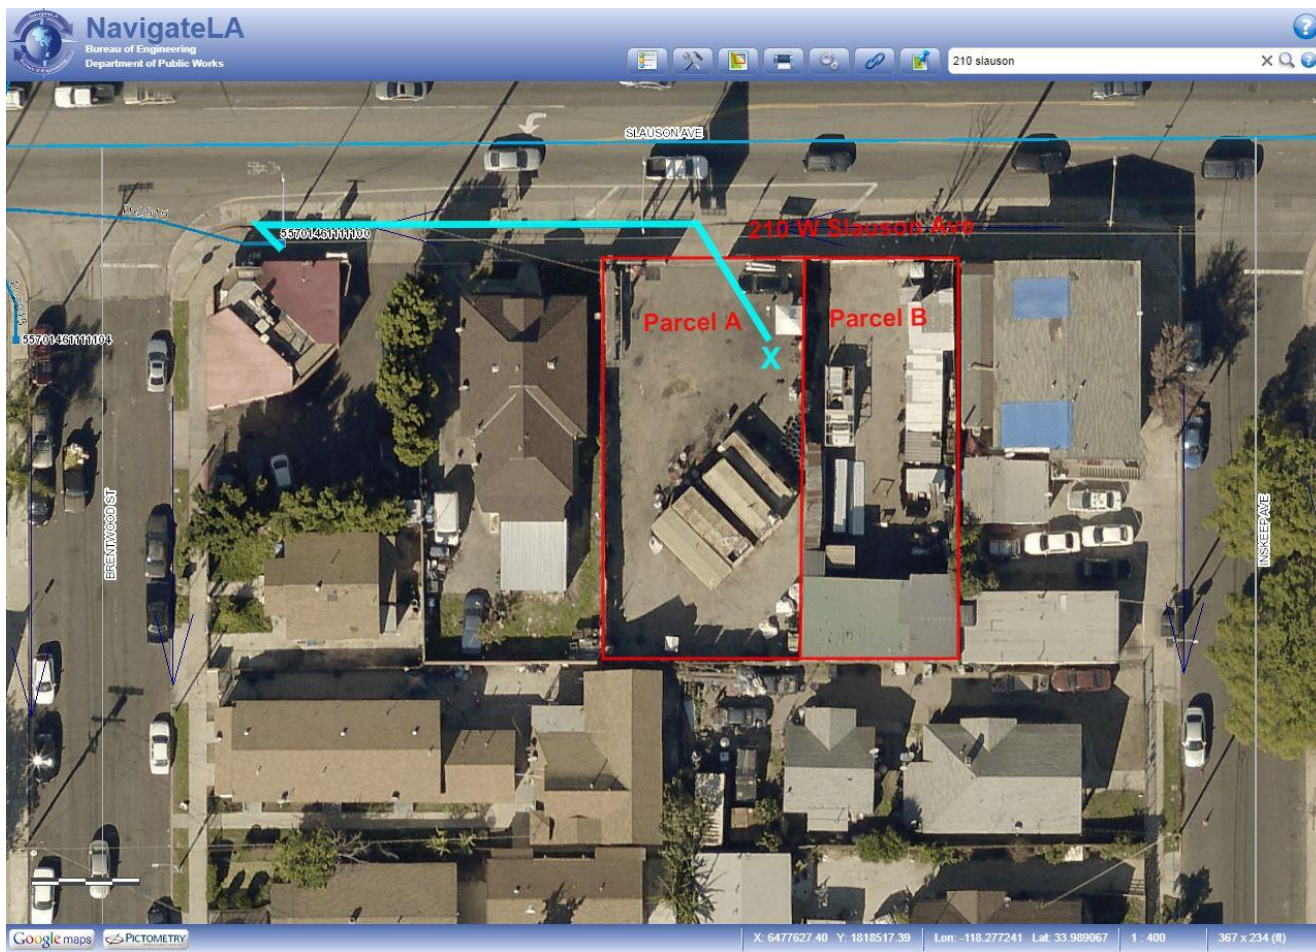 NavigateLA
Bureau of Engineering
Department of Public Works
210 slauson
SLAUSON AVE
55701461111100
210 W Slauson Ave
Parcel A
Parcel B
X
55701461111104
BRENTWOOD ST
INSKEEP AVE
Google maps
PICTOMETRY
X: 6477627.40 Y: 1818517.39
Lon: -118.277241 Lat: 33.989067
1 : 400
367 x 234 (ft)